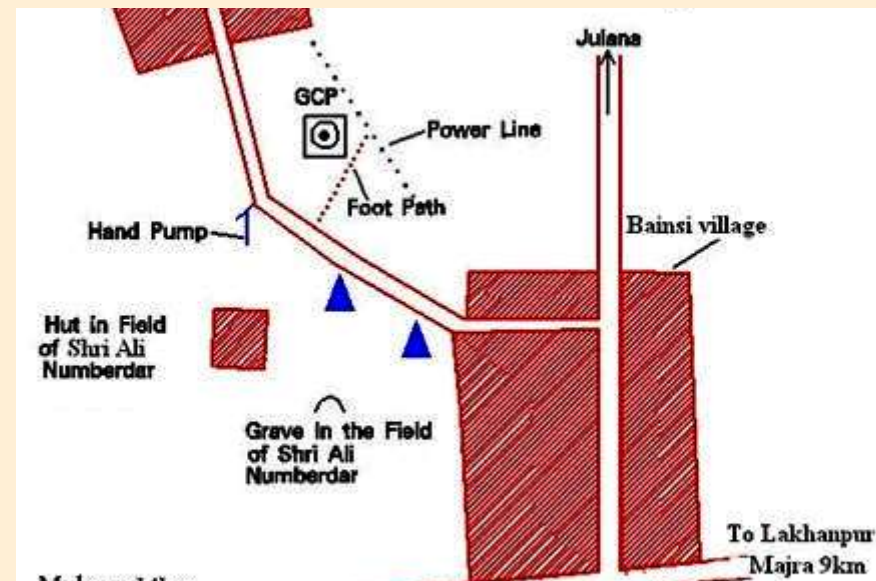 Julana
GCP
Power Line
Foot Path
Bainsi village
Hand Pump
Hut in Field
of Shri Ali
Numberdar
Grave in the Field
of Shri Ali
Numberdar
To Lakhanpur
Majra 9km